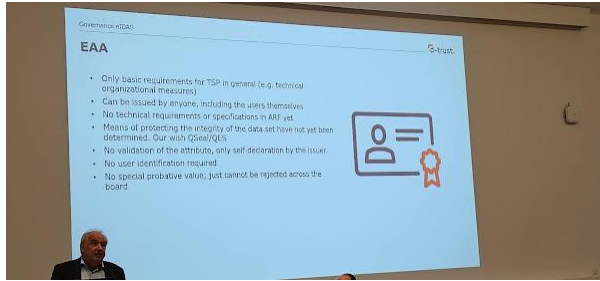 Governance eIDAS
EAA
G-trust.
• Only basic requirements for TSP in general (e.g. technical
organizational measures)
• Can be issued by anyone, including the users themselves
• No technical requirements or specifications in ARF yet
• Means of protecting the integrity of the data set have not yet been
determined. Our wish QSeal/QES
• No validation of the attribute, only self-declaration by the issuer.
• No user identification required
• No special probative value; just cannot be rejected across the
board